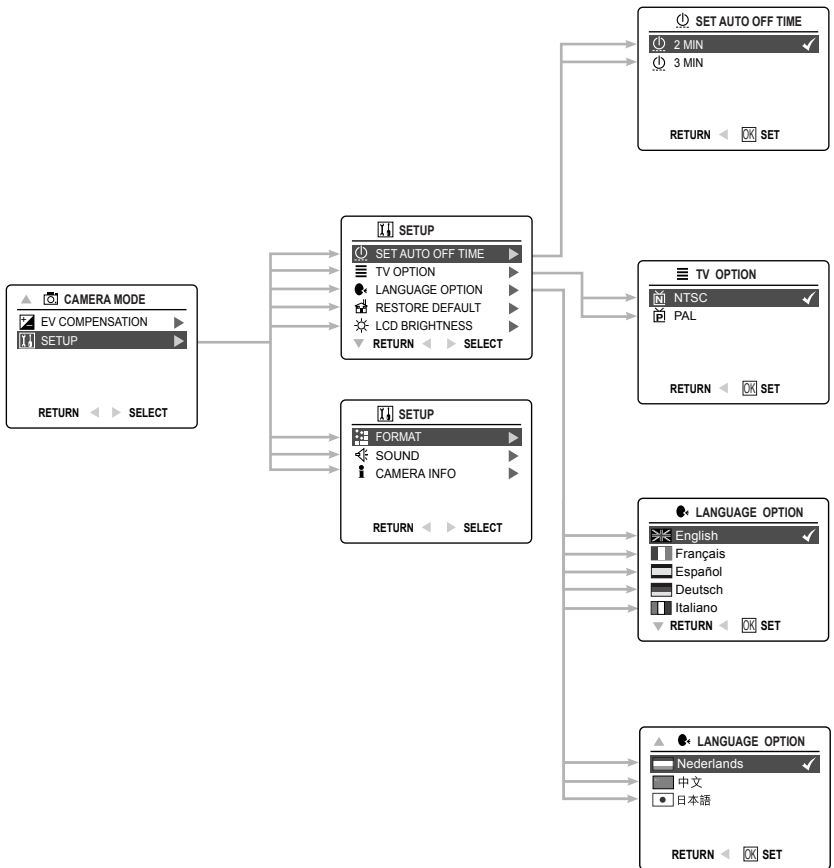 CAMERA MODE
EV COMPENSATION
SETUP
RETURN SELECT
SETUP
SET AUTO OFF TIME
TV OPTION
LANGUAGE OPTION
RESTORE DEFAULT
LCD BRIGHTNESS
RETURN SELECT
SETUP
FORMAT
SOUND
CAMERA INFO
RETURN SELECT
SET AUTO OFF TIME
2 MIN
3 MIN
RETURN OK SET
TV OPTION
N NTSC
P PAL
RETURN OK SET
LANGUAGE OPTION
English
Français
Español
Deutsch
Italiano
RETURN OK SET
LANGUAGE OPTION
Nederlands
中文
日本語
RETURN OK SET